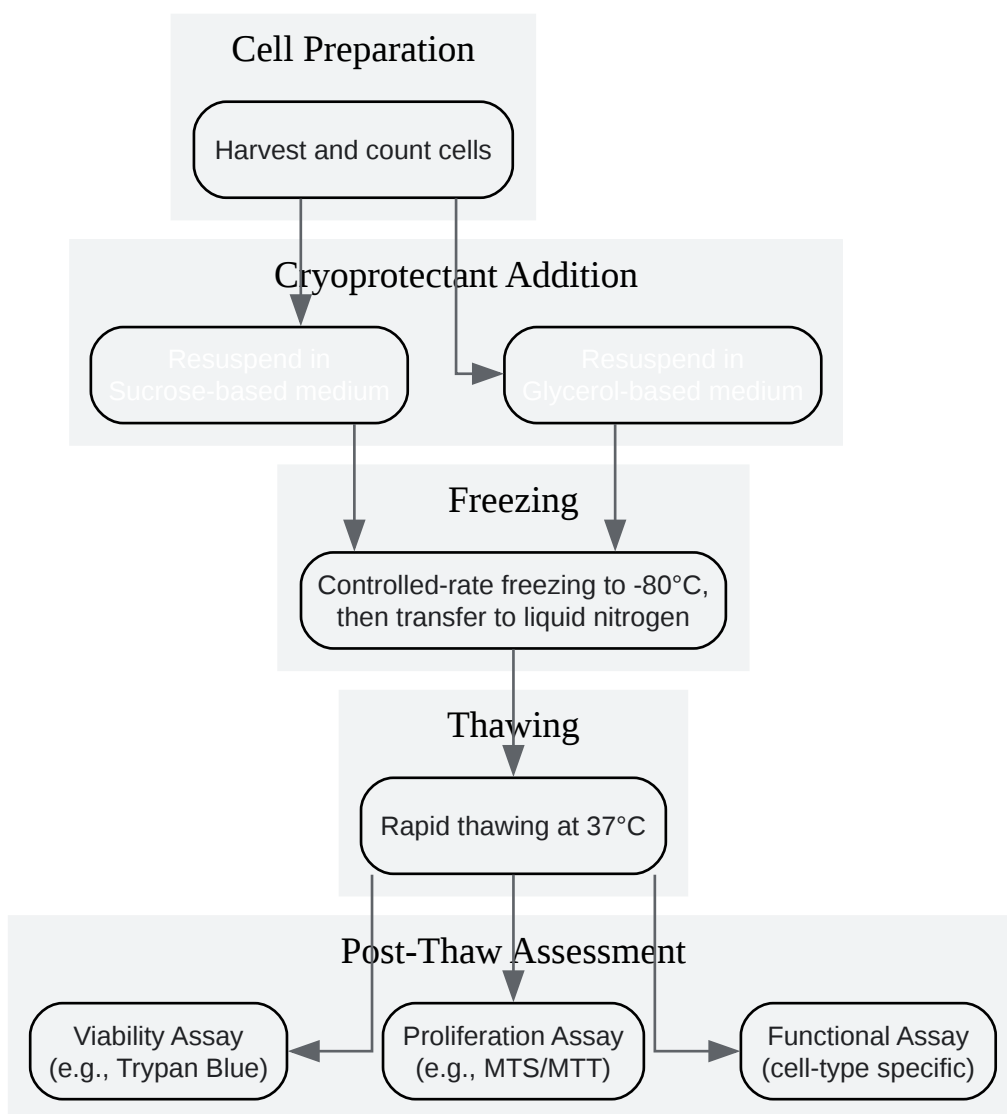 Cell Preparation
Harvest and count cells
Cryoprotectant Addition
Resuspend in
Sucrose-based medium
Resuspend in
Glycerol-based medium
Freezing
Controlled-rate freezing to -80°C,
then transfer to liquid nitrogen
Thawing
Rapid thawing at 37°C
Post-Thaw Assessment
Viability Assay
(e.g., Trypan Blue)
Proliferation Assay
(e.g., MTS/MTT)
Functional Assay
(cell-type specific)